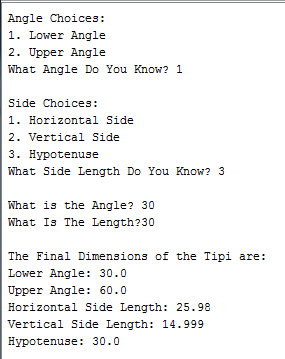 Angle Choices:
1. Lower Angle
2. Upper Angle
What Angle Do You Know? 1
Side Choices:
1. Horizontal Side
2. Vertical Side
3. Hypotenuse
What Side Length Do You Know? 3
What is the Angle? 30
What Is The Length?30
The Final Dimensions of the Tipi are:
Lower Angle: 30.0
Upper Angle: 60.0
Horizontal Side Length: 25.98
Vertical Side Length: 14.999
Hypotenuse: 30.0